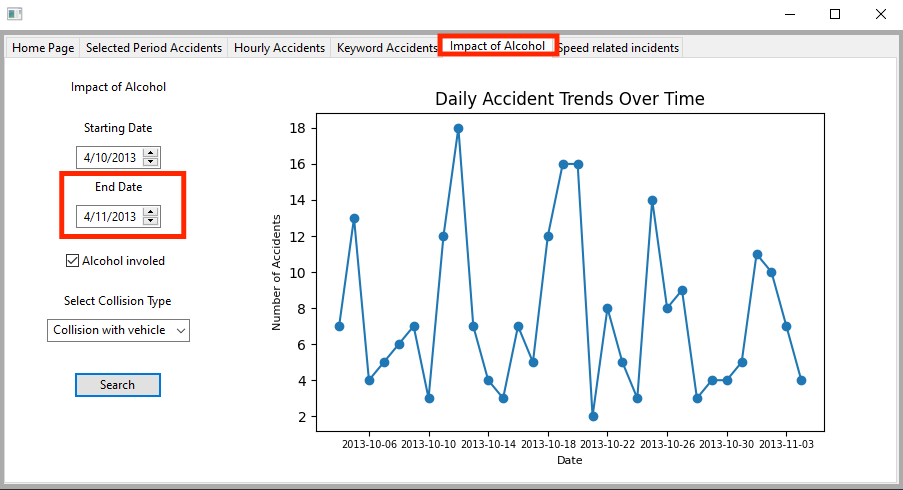 Home Page
Selected Period Accidents
Hourly Accidents
Keyword Accidents
Impact of Alcohol
Speed related incidents
Impact of Alcohol
Starting Date
4/10/2013
End Date
4/11/2013
Alcohol involed
Select Collision Type
Collision with vehicle
Search
Daily Accident Trends Over Time
Number of Accidents
18
16
14
12
10
8
6
4
2
2013-10-06 2013-10-10 2013-10-14 2013-10-18 2013-10-22 2013-10-26 2013-10-30 2013-11-03
Date